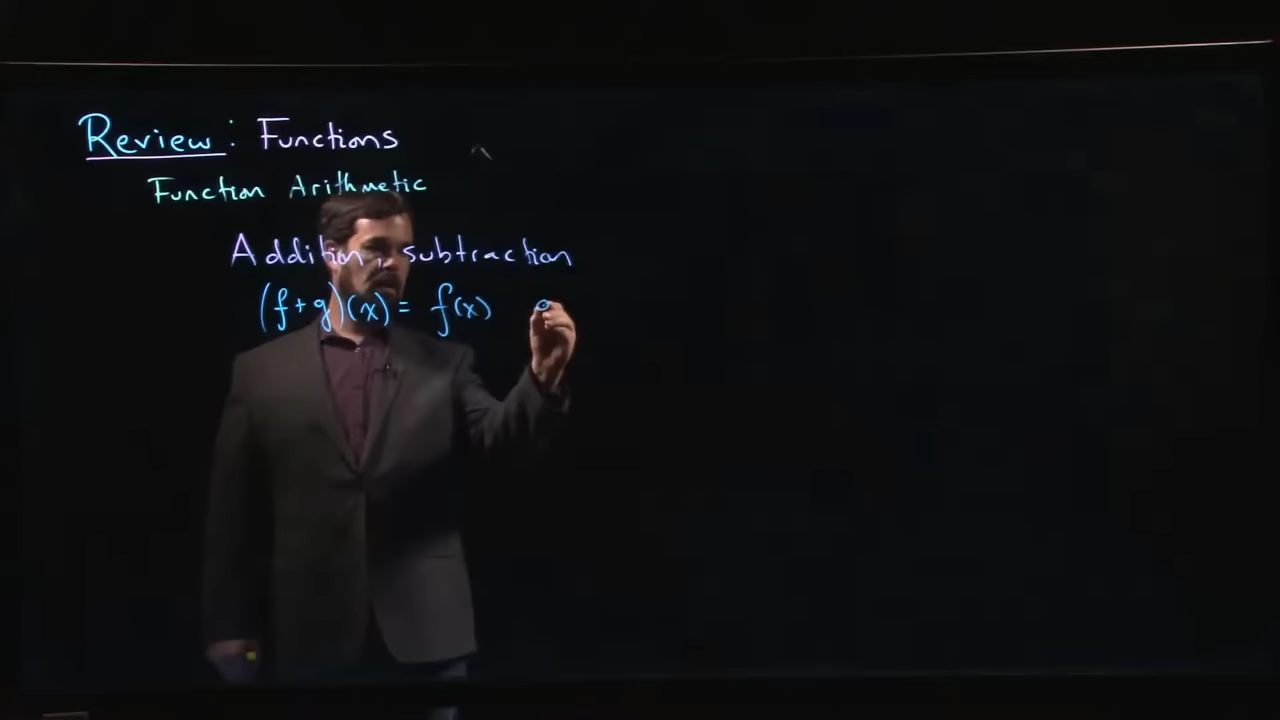 Review: Functions
Function Arithmetic
Addition, subtraction
(f+g)(x) = f(x)